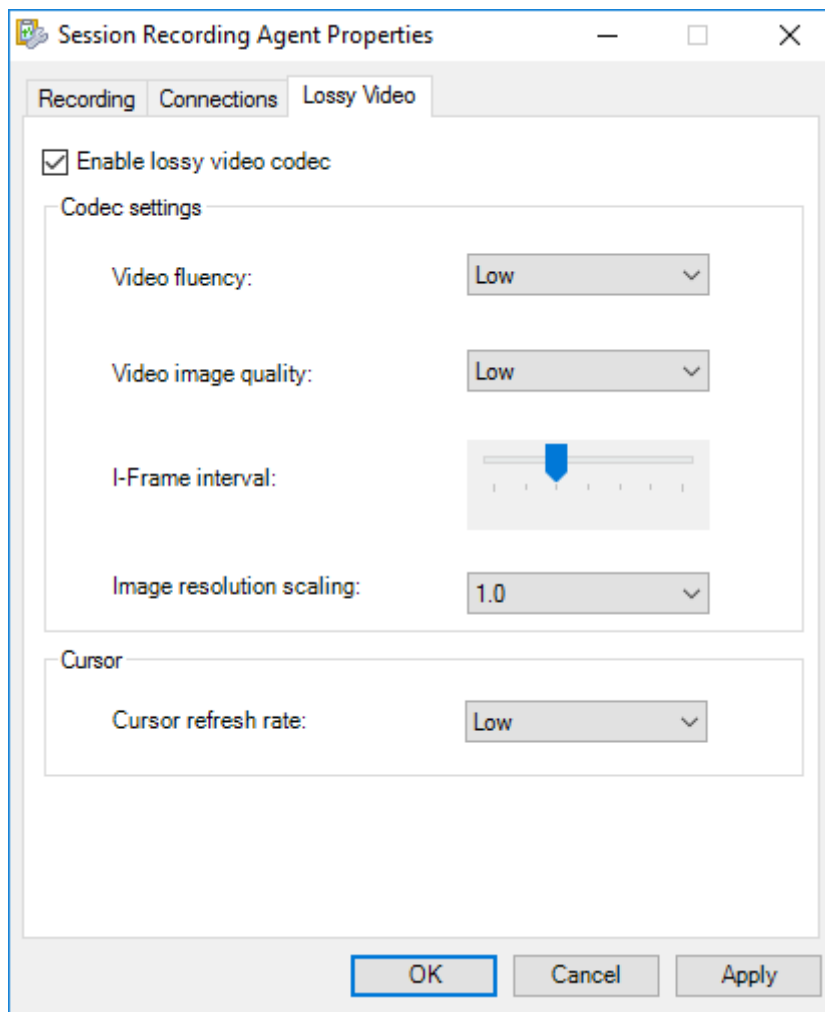 Session Recording Agent Properties
Recording Connections Lossy Video
Enable lossy video codec
Codec settings
Video fluency: Low
Video image quality: Low
I-Frame interval:
Image resolution scaling: 1.0
Cursor
Cursor refresh rate: Low
OK Cancel Apply